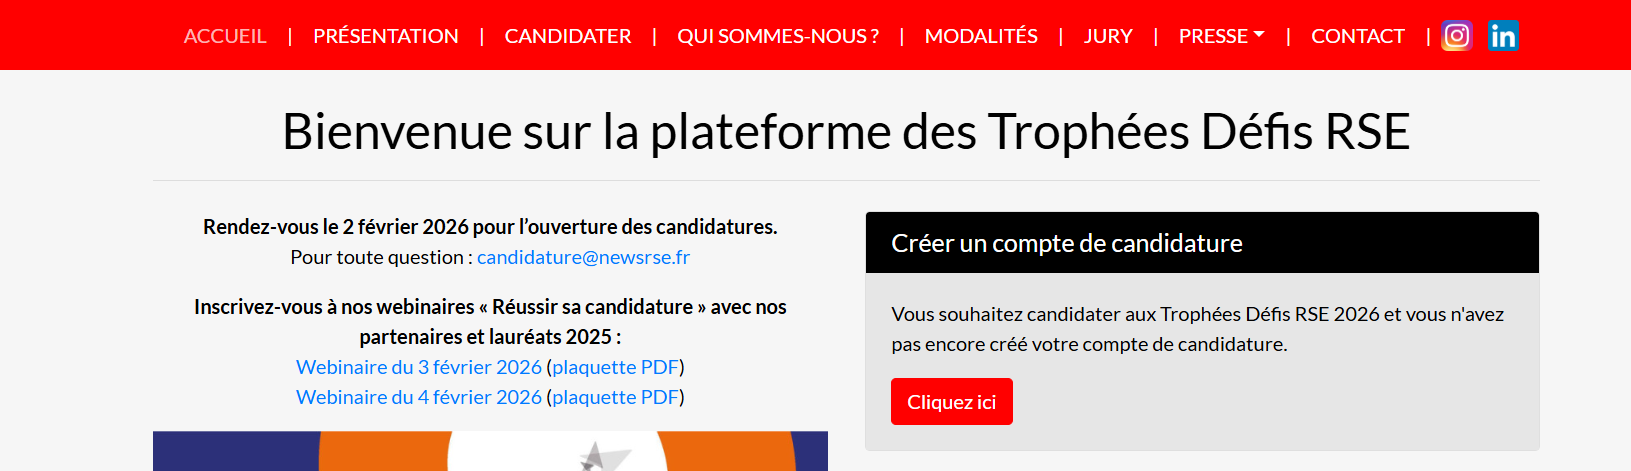 ACCUEIL | PRÉSENTATION | CANDIDATER | QUI SOMMES-NOUS ? | MODALITÉS | JURY | PRESSE | CONTACT |
Bienvenue sur la plateforme des Trophées Défis RSE
Rendez-vous le 2 février 2026 pour l’ouverture des candidatures.
Pour toute question : candidature@newsrse.fr
Inscrivez-vous à nos webinaires « Réussir sa candidature » avec nos
partenaires et lauréats 2025 :
Webinaire du 3 février 2026 (plaquette PDF)
Webinaire du 4 février 2026 (plaquette PDF)
Créer un compte de candidature
Vous souhaitez candidater aux Trophées Défis RSE 2026 et vous n'avez
pas encore créé votre compte de candidature.
Cliquez ici